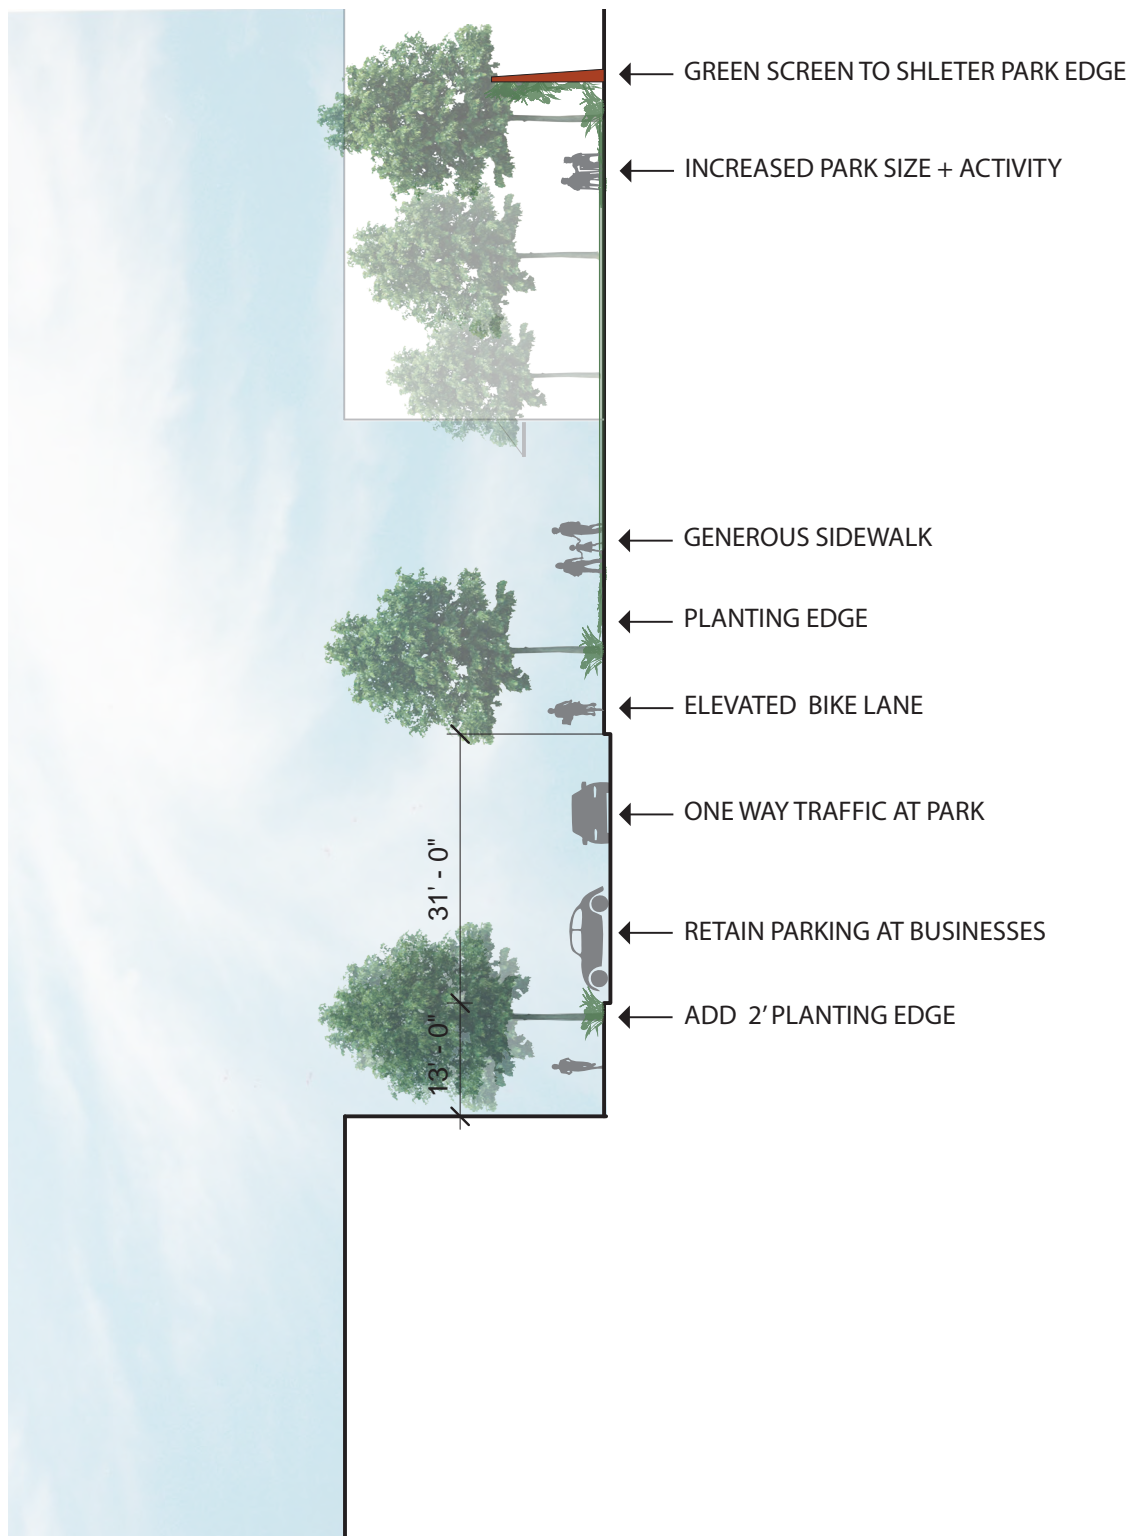 GREEN SCREEN TO SHLETER PARK EDGE
INCREASED PARK SIZE + ACTIVITY
GENEROUS SIDEWALK
PLANTING EDGE
ELEVATED BIKE LANE
ONE WAY TRAFFIC AT PARK
31' - 0"
RETAIN PARKING AT BUSINESSES
ADD 2' PLANTING EDGE
13' - 0"